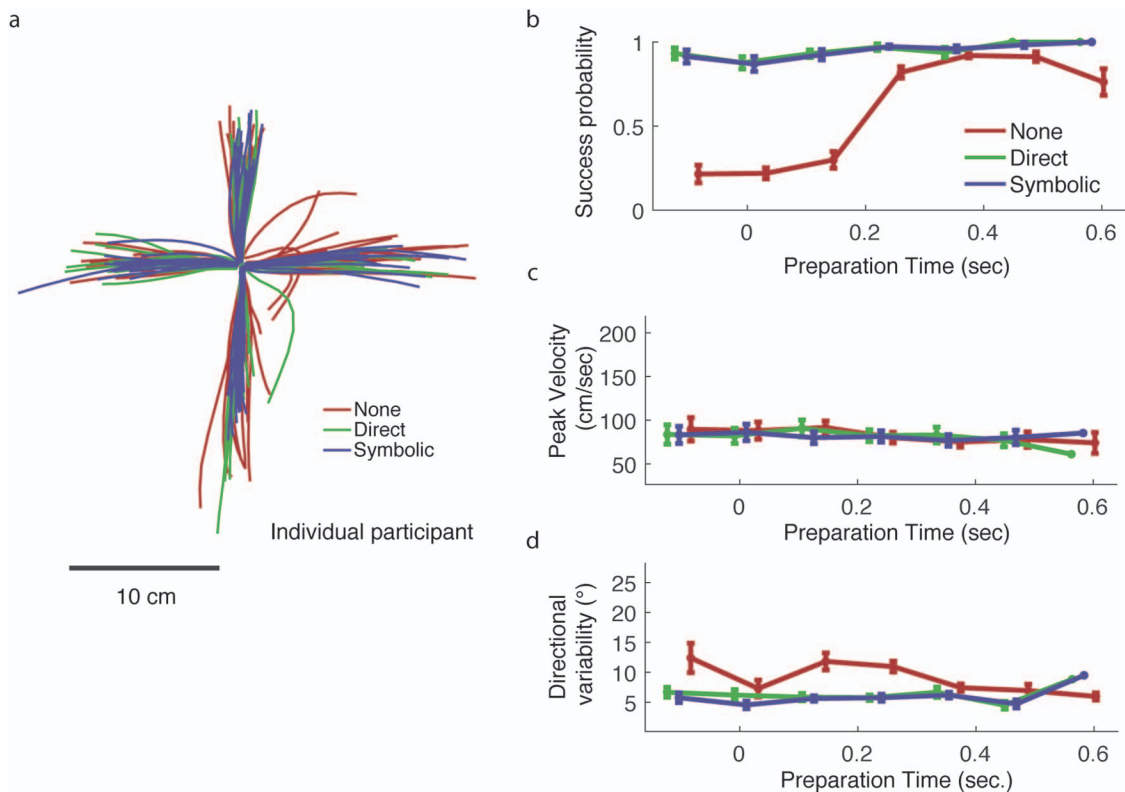 a
None
Direct
Symbolic
Individual participant
10 cm
b
Success probability
1
0.5
0
None
Direct
Symbolic
0
0.2
0.4
0.6
Preparation Time (sec)
c
Peak Velocity
(cm/sec)
200
150
100
50
0
0.2
0.4
0.6
Preparation Time (sec)
d
Directional
variability (°)
25
20
15
10
5
0
0.2
0.4
0.6
Preparation Time (sec.)